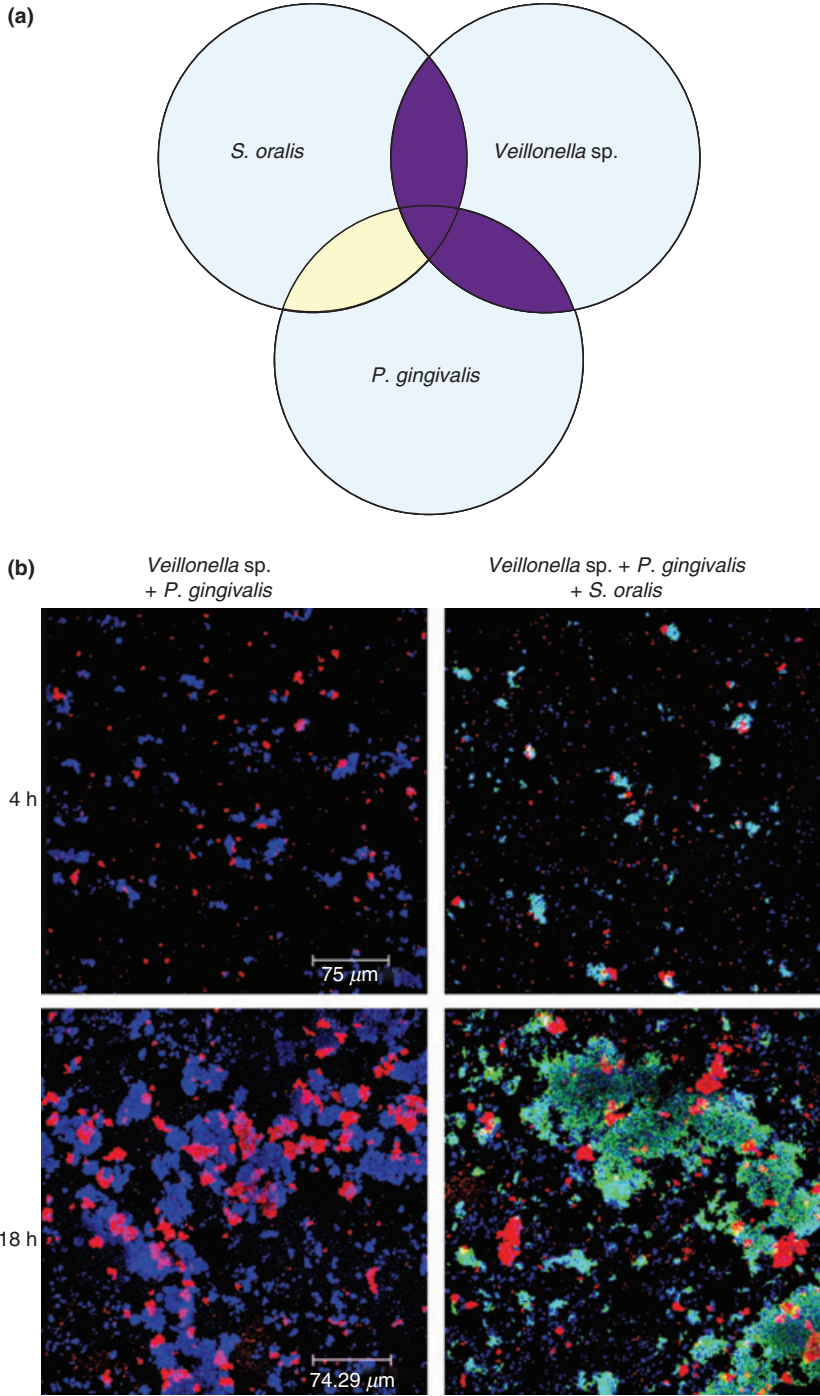 (a)
S. oralis
Veillonella sp.
P. gingivalis
(b)
Veillonella sp.
+ P. gingivalis
Veillonella sp. + P. gingivalis
+ S. oralis
4 h
75 μm
18 h
74.29 μm